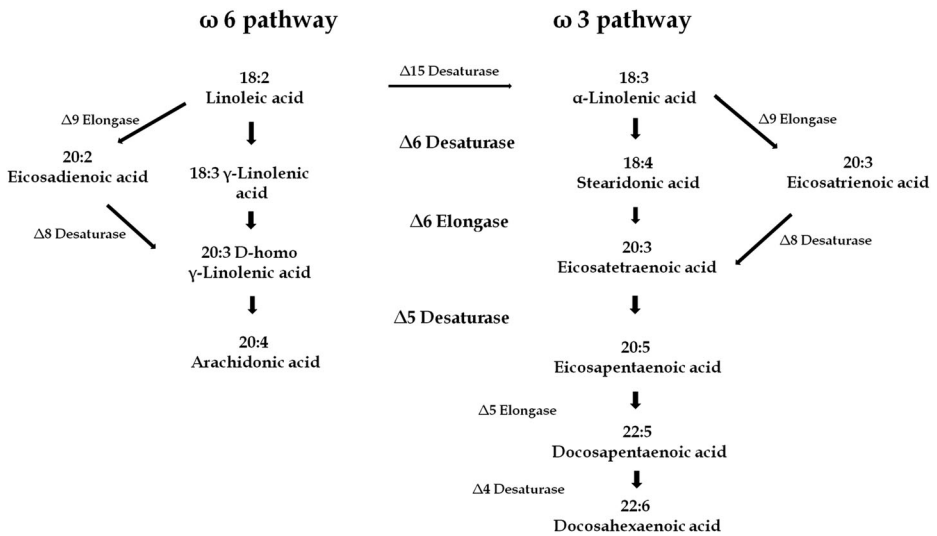 ω 6 pathway
ω 3 pathway
Δ15 Desaturase
18:2
Linoleic acid
18:3
α-Linolenic acid
Δ9 Elongase
Δ9 Elongase
Δ6 Desaturase
20:2
Eicosadienoic acid
18:3 γ-Linolenic
acid
18:4
Stearidonic acid
20:3
Eicosatrienoic acid
Δ6 Elongase
Δ8 Desaturase
Δ8 Desaturase
20:3 D-homo
γ-Linolenic acid
20:3
Eicosatetraenoic acid
Δ5 Desaturase
20:4
Arachidonic acid
20:5
Eicosapentaenoic acid
Δ5 Elongase
22:5
Docosapentaenoic acid
Δ4 Desaturase
22:6
Docosahexaenoic acid